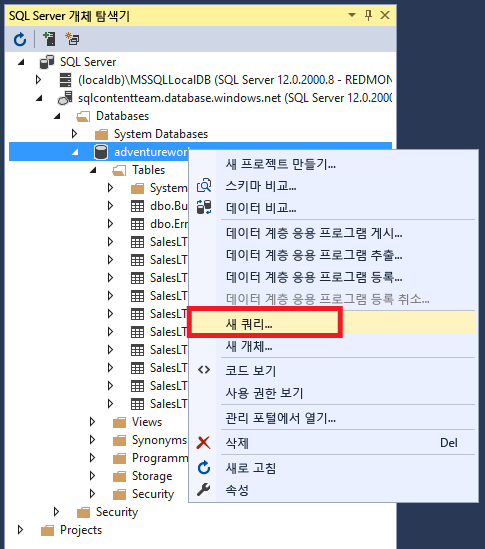 SQL Server 개체 탐색기
SQL Server
(localdb)\MSSQLLocalDB (SQL Server 12.0.2000.8 - REDMON
sqlcontentteam.database.windows.net (SQL Server 12.0.2000
Databases
System Databases
adventurewor
Tables
System
dbo.Bu
dbo.Err
SalesLT
SalesLT
SalesLT
SalesLT
SalesLT
SalesLT
SalesLT
SalesLT
SalesLT
Views
Synonyms
Programm
Storage
Security
Security
Projects
새 프로젝트 만들기...
스키마 비교...
데이터 비교...
데이터 계층 응용 프로그램 게시...
데이터 계층 응용 프로그램 추출...
데이터 계층 응용 프로그램 등록...
데이터 계층 응용 프로그램 등록 취소...
새 쿼리...
새 개체...
코드 보기
사용 권한 보기
관리 포털에서 열기...
삭제 Del
새로 고침
속성